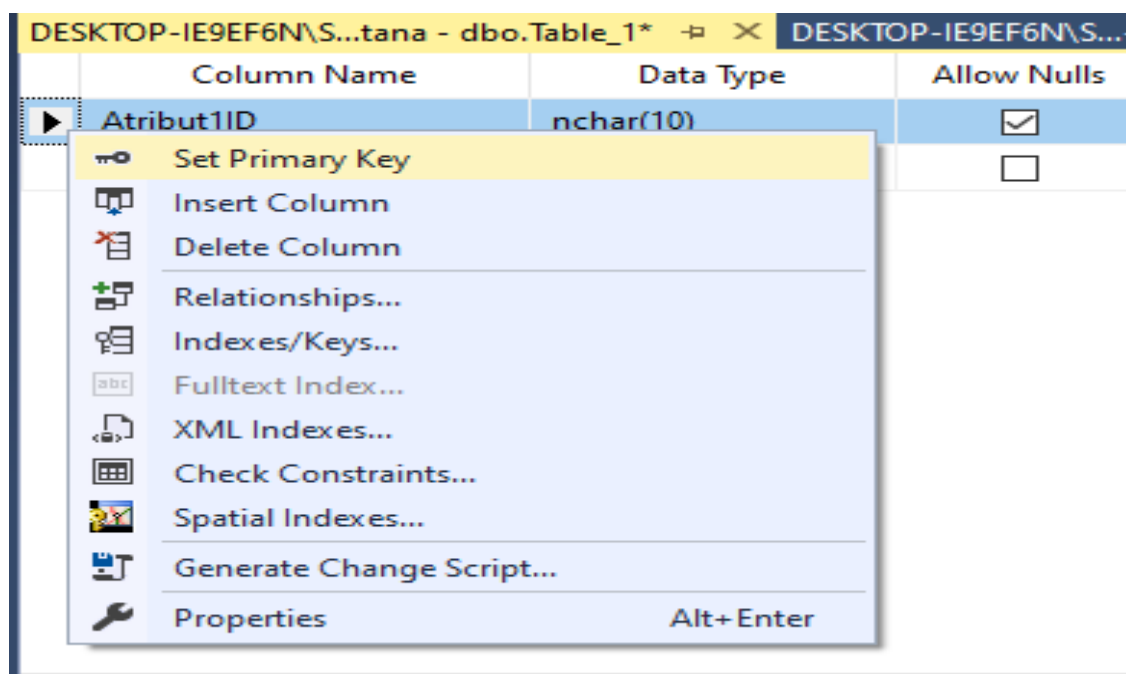 DESKTOP-IE9EF6N\S...tana - dbo.Table_1* DESKTOP-IE9EF6N\S...
Column Name Data Type Allow Nulls
Atribut1ID nchar(10)
Set Primary Key
Insert Column
Delete Column
Relationships...
Indexes/Keys...
abc Fulltext Index...
XML Indexes...
Check Constraints...
Spatial Indexes...
Generate Change Script...
Properties Alt+Enter